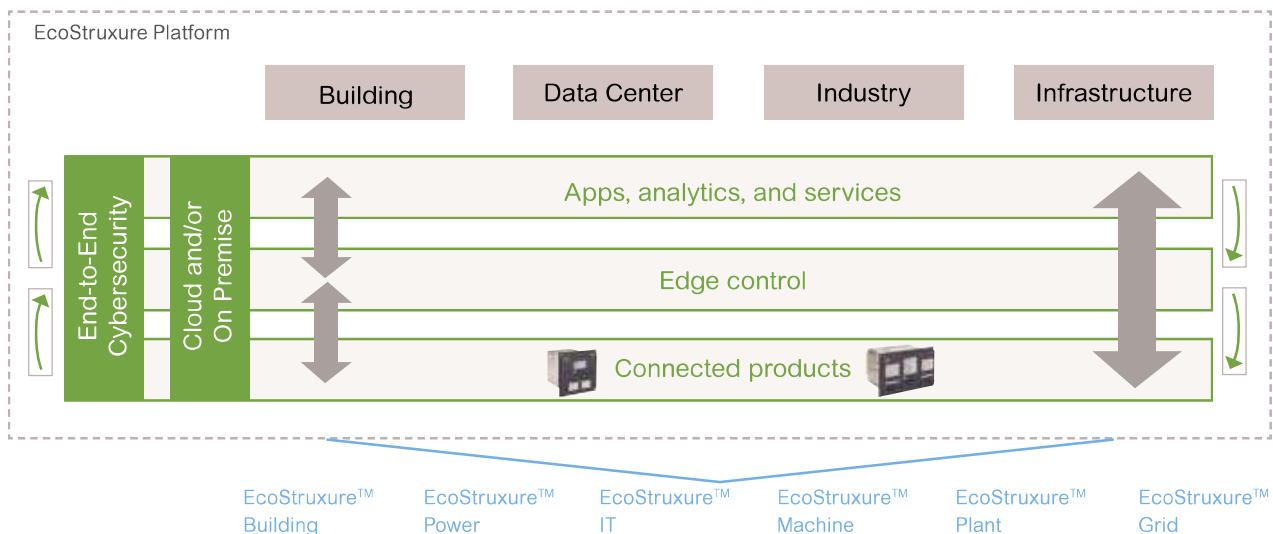 EcoStruxure Platform
Building
Data Center
Industry
Infrastructure
End-to-End
Cybersecurity
Cloud and/or
On Premise
Apps, analytics, and services
Edge control
Connected products
EcoStruxure™
Building
EcoStruxure™
Power
EcoStruxure™
IT
EcoStruxure™
Machine
EcoStruxure™
Plant
EcoStruxure™
Grid